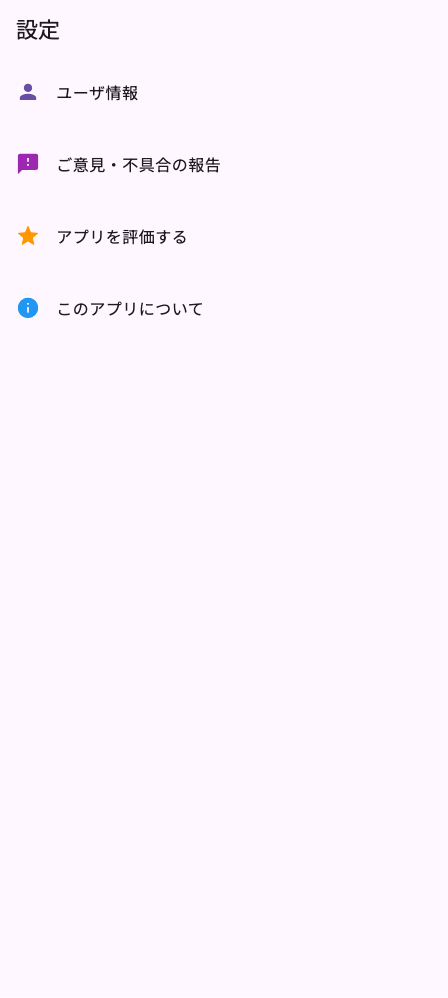 設定
ユーザ情報
ご意見・不具合の報告
アプリを評価する
このアプリについて